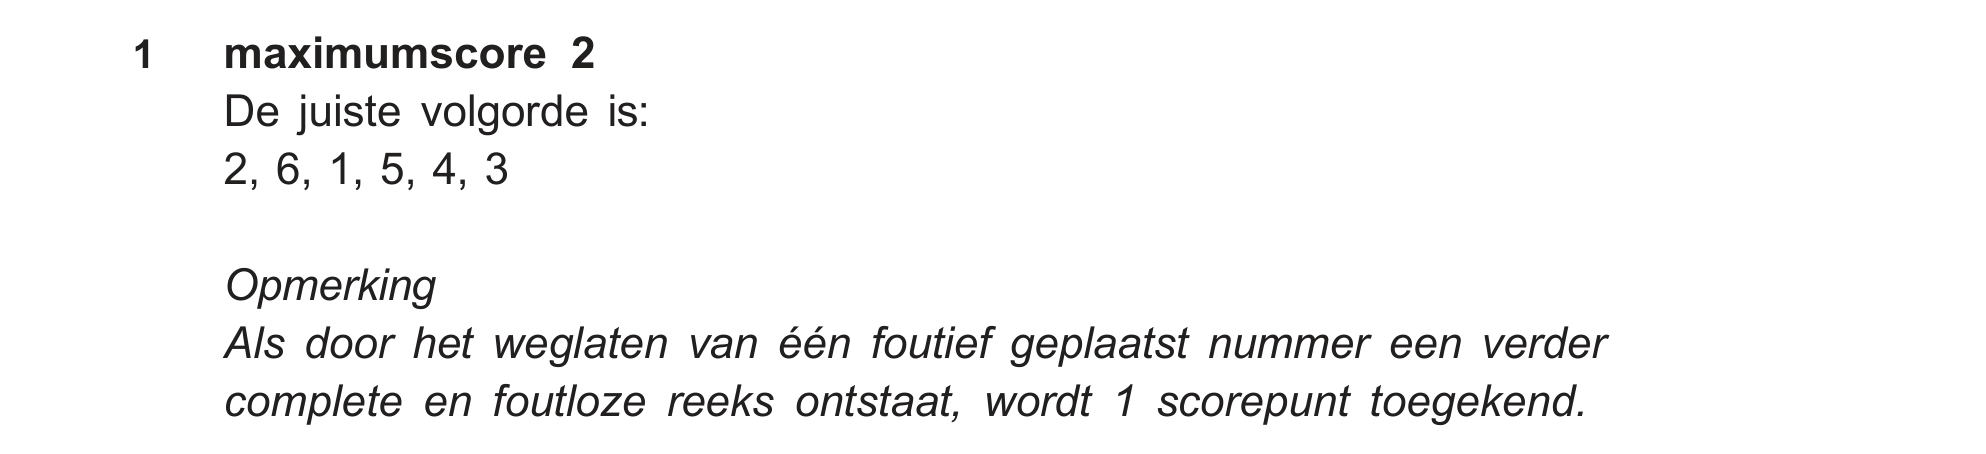 1 maximumscore 2
De juiste volgorde is:
2, 6, 1, 5, 4, 3
Opmerking
Als door het weglaten van één foutief geplaatst nummer een verder
complete en foutloze reeks ontstaat, wordt 1 scorepunt toegekend.